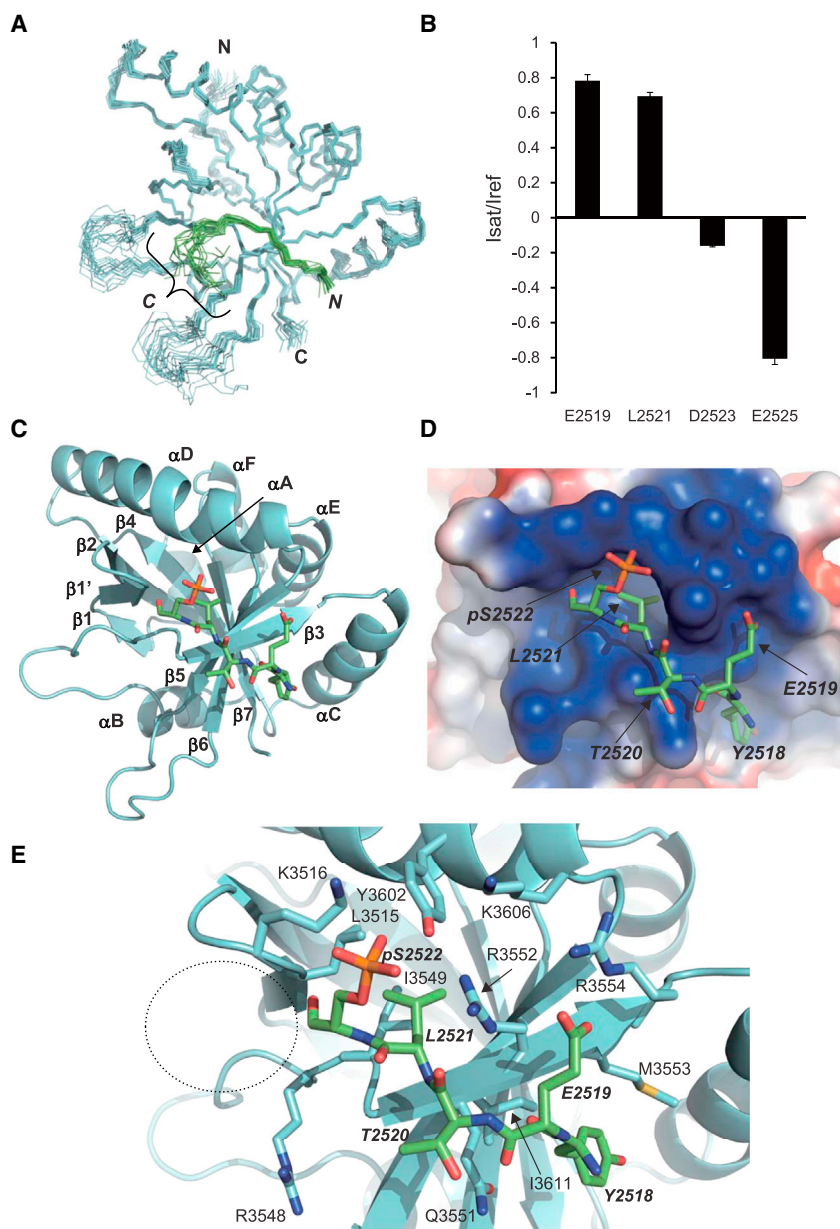 A
N
C
N
C
B
Isat/Iref
1
0.8
0.6
0.4
0.2
0
-0.2
-0.4
-0.6
-0.8
-1
E2519 L2521 D2523 E2525
C
αD
αF
αA
αE
β4
β2
β1'
β1
β3
β5
αB
β7
αC
β6
D
pS2522
L2521
E2519
T2520
Y2518
E
K3516
Y3602
K3606
L3515
pS2522
R3552
I3549
R3554
L2521
M3553
E2519
T2520
I3611
Y2518
R3548
Q3551